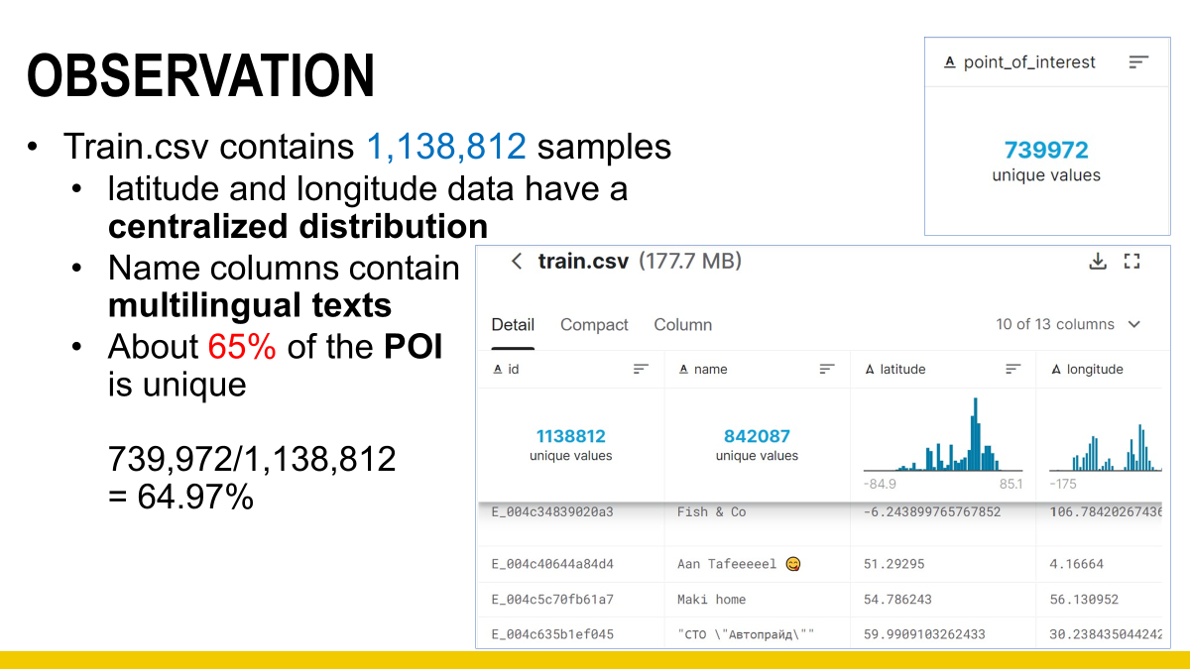 OBSERVATION
• Train.csv contains 1,138,812 samples
• latitude and longitude data have a
centralized distribution
• Name columns contain
multilingual texts
• About 65% of the POI
is unique
739,972/1,138,812
= 64.97%
point_of_interest
739972
unique values
train.csv (177.7 MB)
Detail Compact Column 10 of 13 columns
id name latitude longitude
1138812 842087
unique values unique values
-84.9 85.1 -175
E_004c34839020a3 Fish & Co -6.243899765767852 106.7842026743
E_004c40644a84d4 Aan Tafeeeeel 😋 51.29295 4.16664
E_004c5c70fb61a7 Maki home 54.786243 56.130952
E_004c635b1ef045 "СТО \"Автопрайд\"" 59.9909103262433 30.238435044242